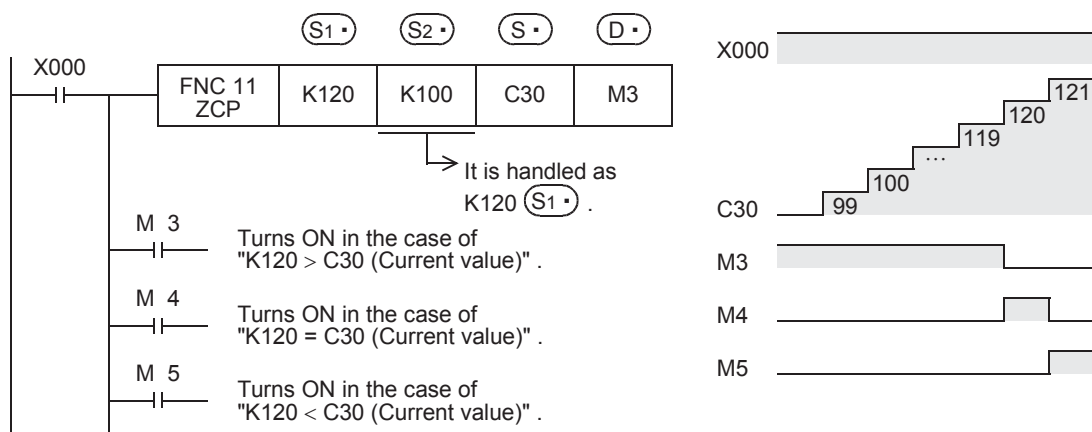 S1 · S2 · S · D ·
X000
FNC 11
ZCP
K120
K100
C30
M3
It is handled as
K120 S1 · .
M 3
Turns ON in the case of
"K120 > C30 (Current value)" .
M 4
Turns ON in the case of
"K120 = C30 (Current value)" .
M 5
Turns ON in the case of
"K120 < C30 (Current value)" .
X000
121
120
119
...
100
99
C30
M3
M4
M5